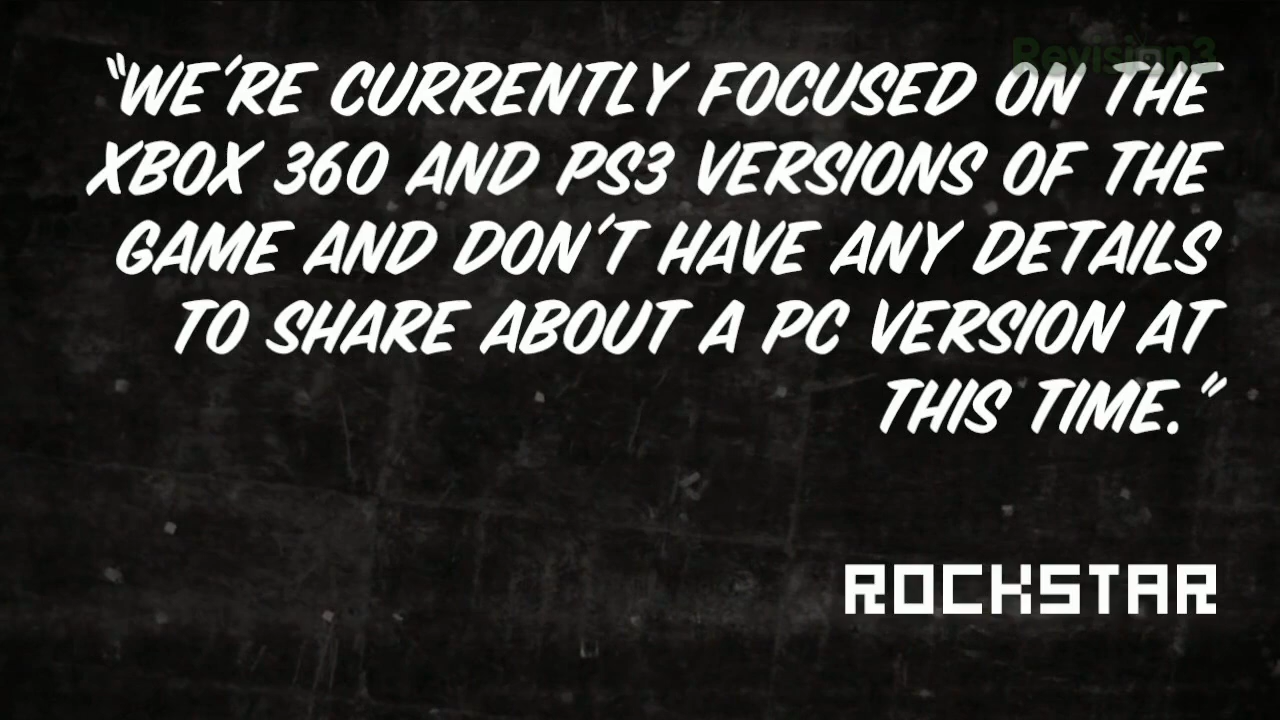 Revision3
“WE'RE CURRENTLY FOCUSED ON THE
XBOX 360 AND PS3 VERSIONS OF THE
GAME AND DON'T HAVE ANY DETAILS
TO SHARE ABOUT A PC VERSION AT
THIS TIME.”
ROCKSTAR